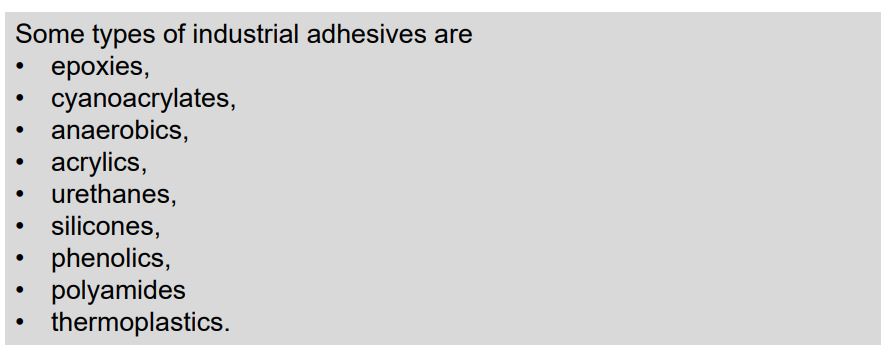 Some types of industrial adhesives are
• epoxies,
• cyanoacrylates,
• anaerobics,
• acrylics,
• urethanes,
• silicones,
• phenolics,
• polyamides
• thermoplastics.